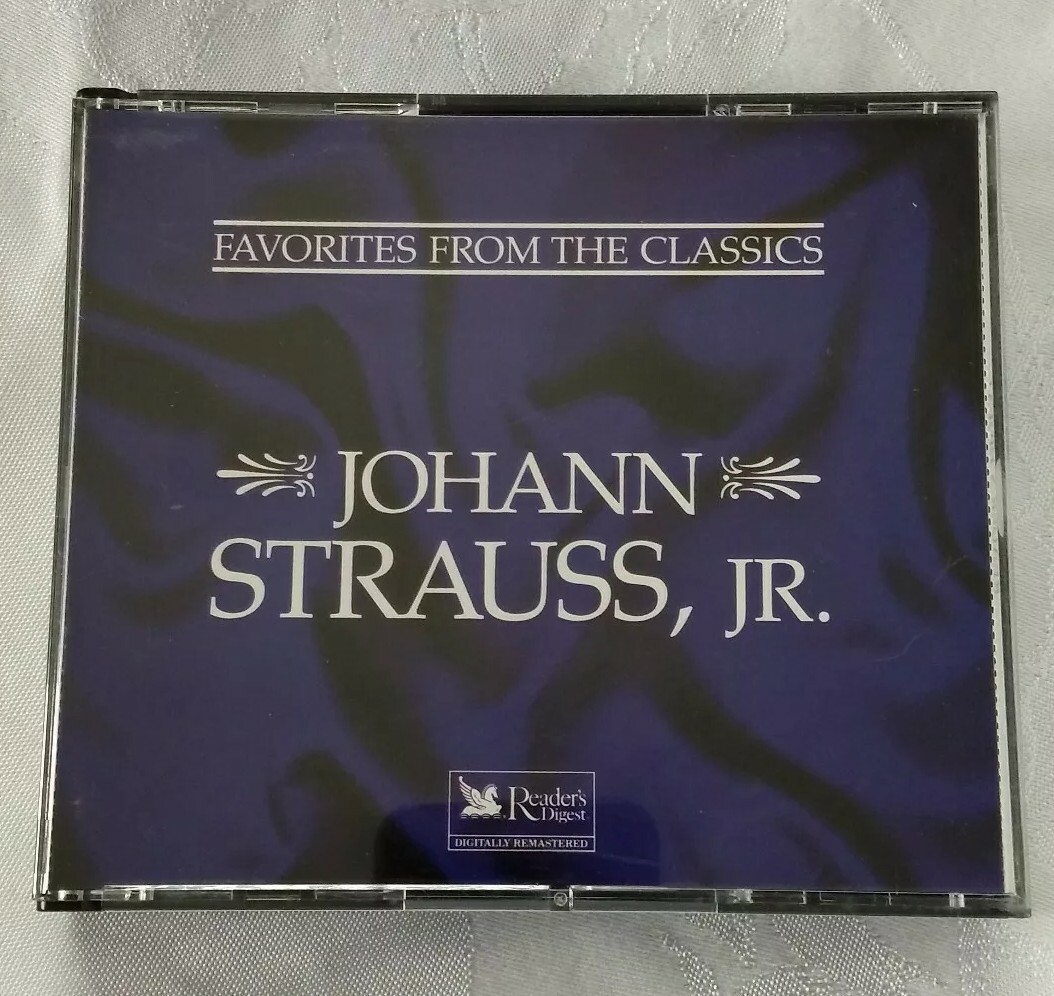 FAVORITES FROM THE CLASSICS
JOHANN
STRAUSS, JR.
Reader's
Digest
DIGITALLY REMASTERED